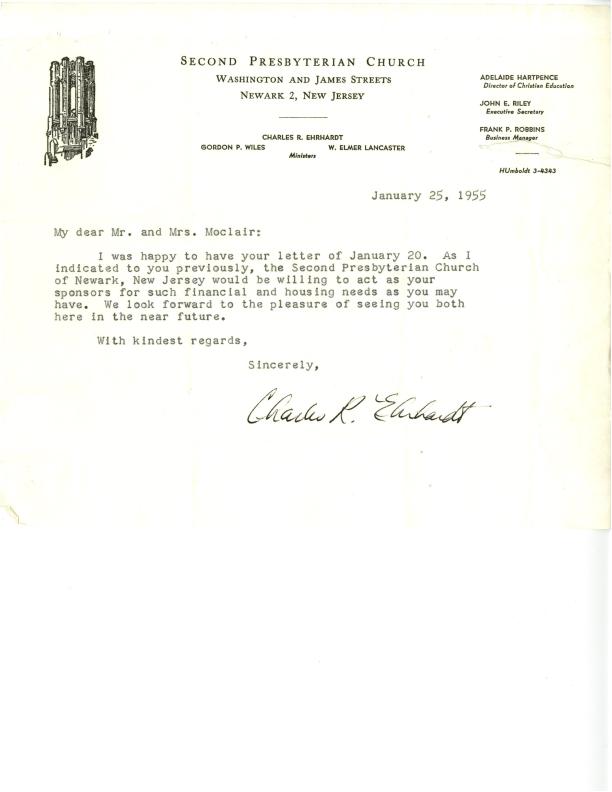 SECOND PRESBYTERIAN CHURCH
WASHINGTON AND JAMES STREETS
NEWARK 2, NEW JERSEY
CHARLES R. EHRHARDT
GORDON P. WILES W. ELMER LANCASTER
Ministers
ADELAIDE HARTPENCE
Director of Christian Education
JOHN E. RILEY
Executive Secretary
FRANK P. ROBBINS
Business Manager
HUmboldt 3-4343
January 25, 1955
My dear Mr. and Mrs. Moclair:
I was happy to have your letter of January 20. As I
indicated to you previously, the Second Presbyterian Church
of Newark, New Jersey would be willing to act as your
sponsors for such financial and housing needs as you may
have. We look forward to the pleasure of seeing you both
here in the near future.
With kindest regards,
Sincerely,
Charles R. Ehrhardt